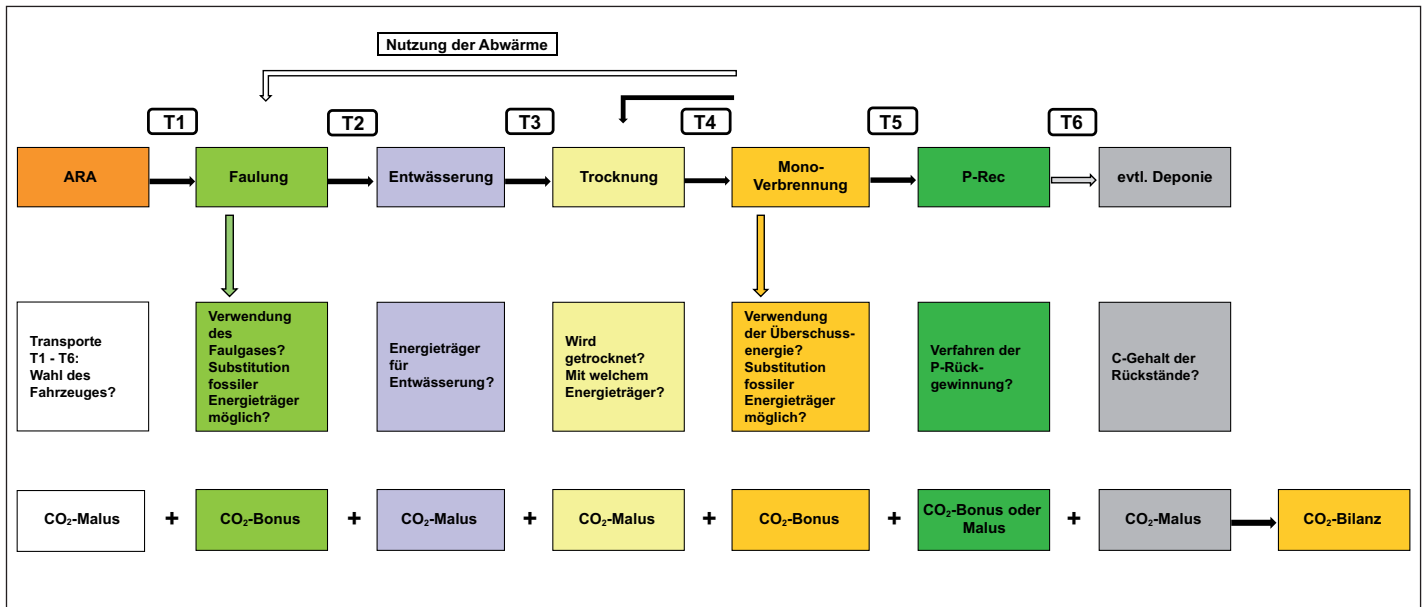 Nutzung der Abwärme
T1
T2
T3
T4
T5
T6
ARA
Faulung
Entwässerung
Trocknung
Mono-
Verbrennung
P-Rec
evtl. Deponie
Transporte
T1 - T6:
Wahl des
Fahrzeuges?
Verwendung
des
Faulgases?
Substitution
fossiler
Energieträger
möglich?
Energieträger
für
Entwässerung?
Wird
getrocknet?
Mit welchem
Energieträger?
Verwendung
der Überschuss-
energie?
Substitution
fossiler
Energieträger
möglich?
Verfahren der
P-Rück-
gewinnung?
C-Gehalt der
Rückstände?
CO₂-Malus
+
CO₂-Bonus
+
CO₂-Malus
+
CO₂-Malus
+
CO₂-Bonus
+
CO₂-Bonus oder
Malus
+
CO₂-Malus
CO₂-Bilanz